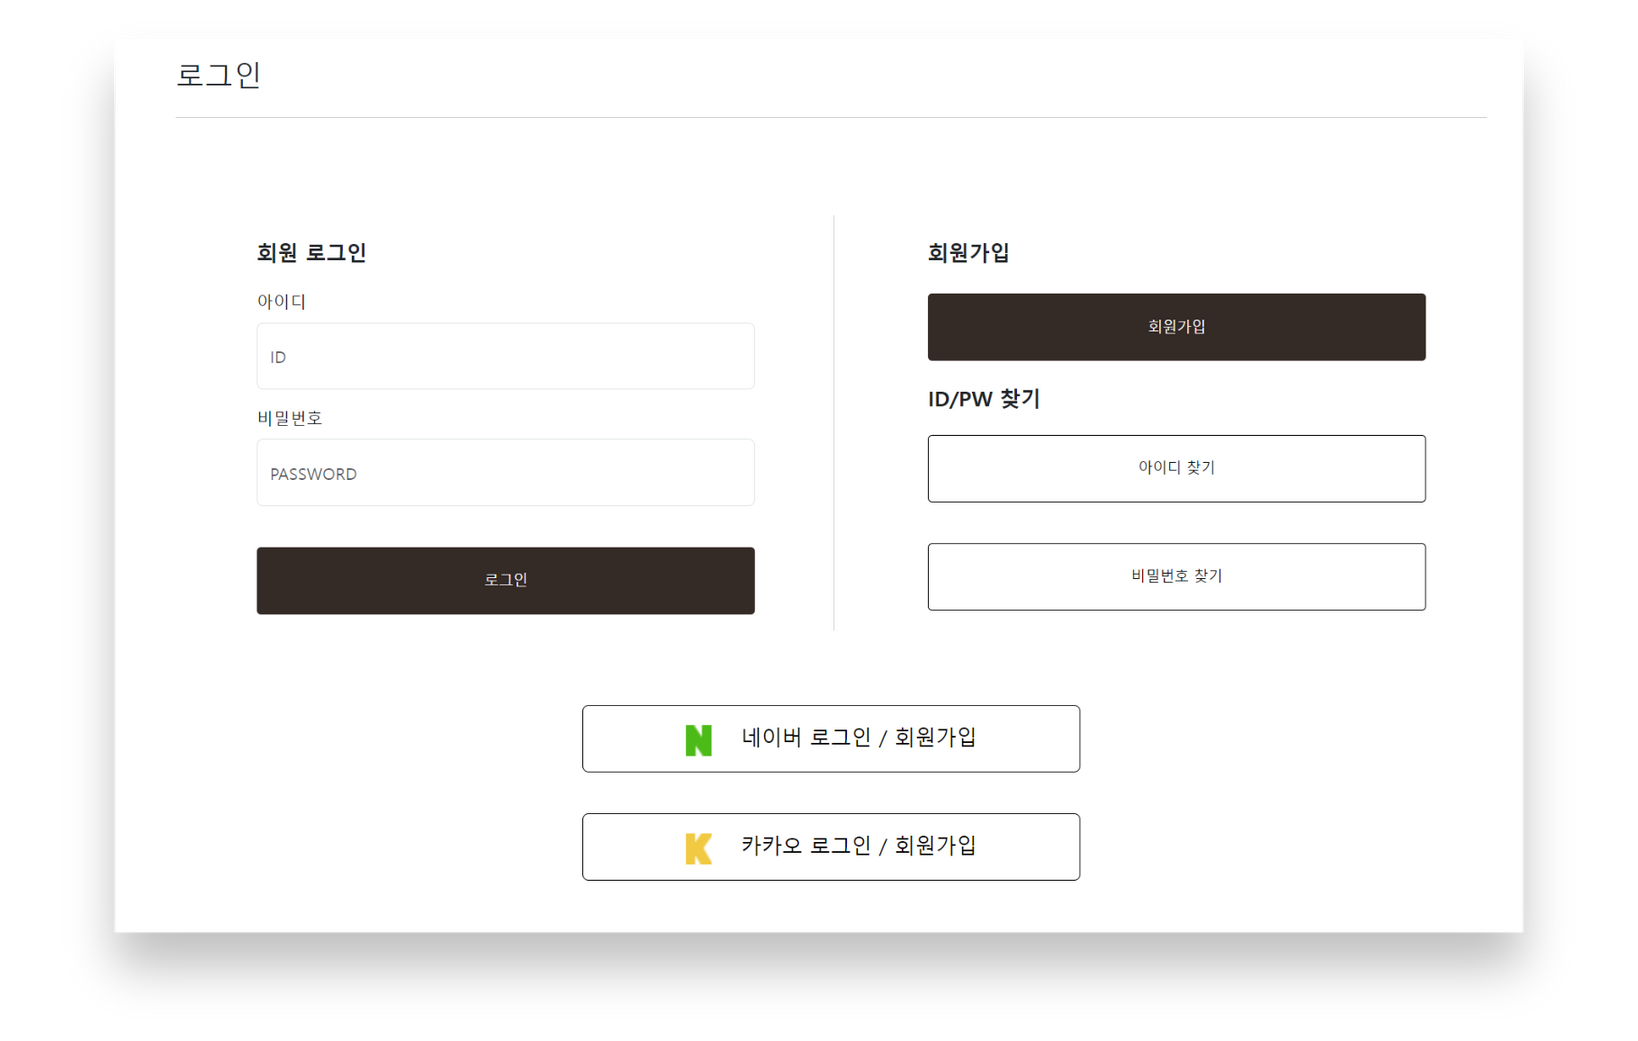 로그인
회원 로그인
아이디
ID
비밀번호
PASSWORD
로그인
회원가입
회원가입
ID/PW 찾기
아이디 찾기
비밀번호 찾기
N 네이버 로그인 / 회원가입
K 카카오 로그인 / 회원가입